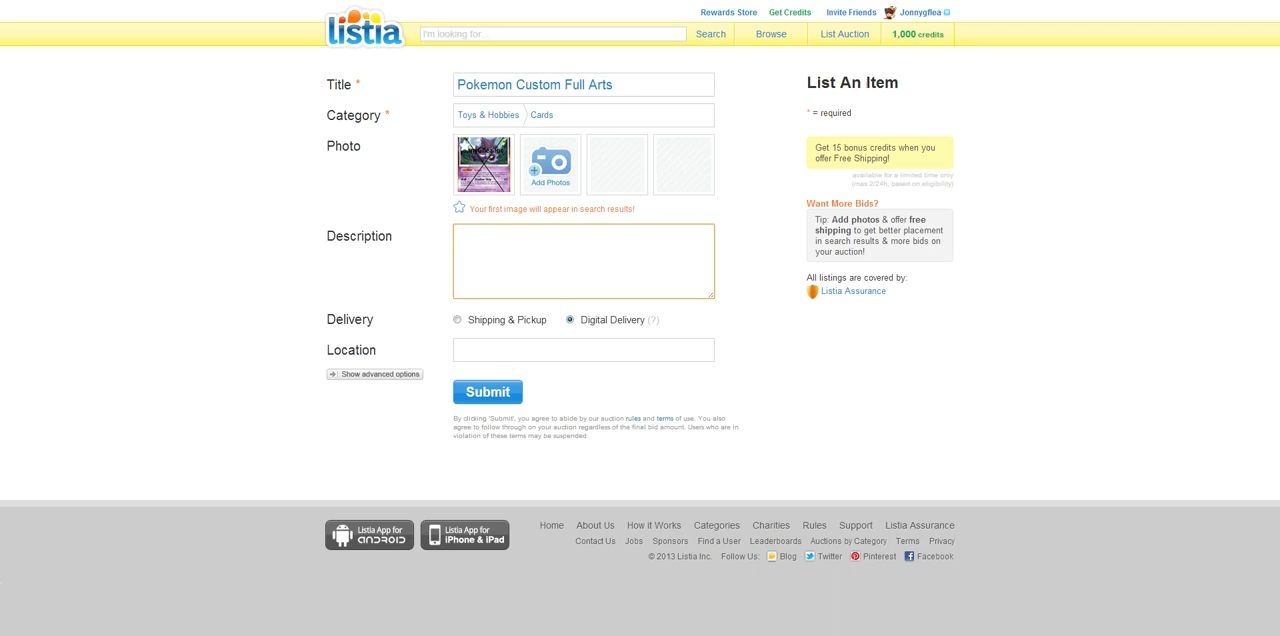 Rewards Store Get Credits Invite Friends Jonnygflea
listia
I'm looking for... Search Browse List Auction 1,000 credits
Title * Pokemon Custom Full Arts
Category * Toys & Hobbies Cards
Photo
Add Photos
Your first image will appear in search results!
Description
Delivery Shipping & Pickup Digital Delivery (?)
Location
Show advanced options
Submit
By clicking 'Submit', you agree to abide by our auction rules and terms of use. You also
agree to follow through on your auction regardless of the final bid amount. Users who are in
violation of these terms may be suspended.
List An Item
* = required
Get 15 bonus credits when you
offer Free Shipping!
available for a limited time only
(max 2/24h, based on eligibility)
Want More Bids?
Tip: Add photos & offer free
shipping to get better placement
in search results & more bids on
your auction!
All listings are covered by:
Listia Assurance
Listia App for
ANDROID
Listia App for
iPhone & iPad
Home About Us How it Works Categories Charities Rules Support Listia Assurance
Contact Us Jobs Sponsors Find a User Leaderboards Auctions by Category Terms Privacy
© 2013 Listia Inc. Follow Us: Blog Twitter Pinterest Facebook